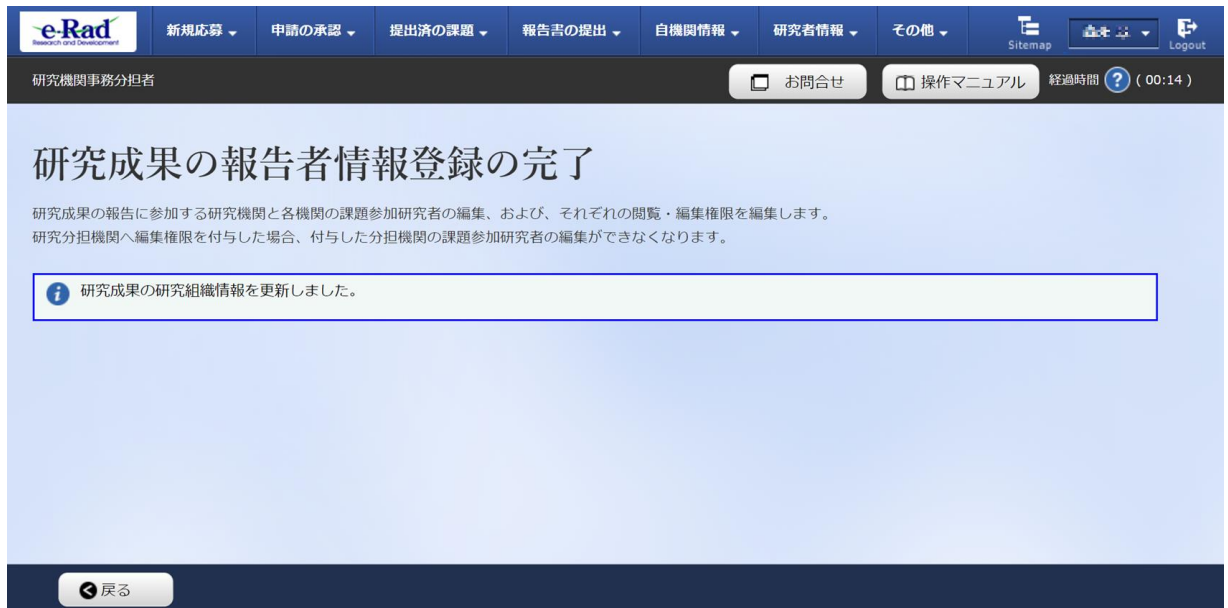 e-Rad
Research and Development
新規応募
申請の承認
提出済の課題
報告書の提出
自機関情報
研究者情報
その他
Sitemap
Logout
研究機関事務分担者
お問合せ
操作マニュアル
経過時間 ? ( 00:14 )
研究成果の報告者情報登録の完了
研究成果の報告に参加する研究機関と各機関の課題参加研究者の編集、および、それぞれの閲覧・編集権限を編集します。
研究分担機関へ編集権限を付与した場合、付与した分担機関の課題参加研究者の編集ができなくなります。
研究成果の研究組織情報を更新しました。
戻る